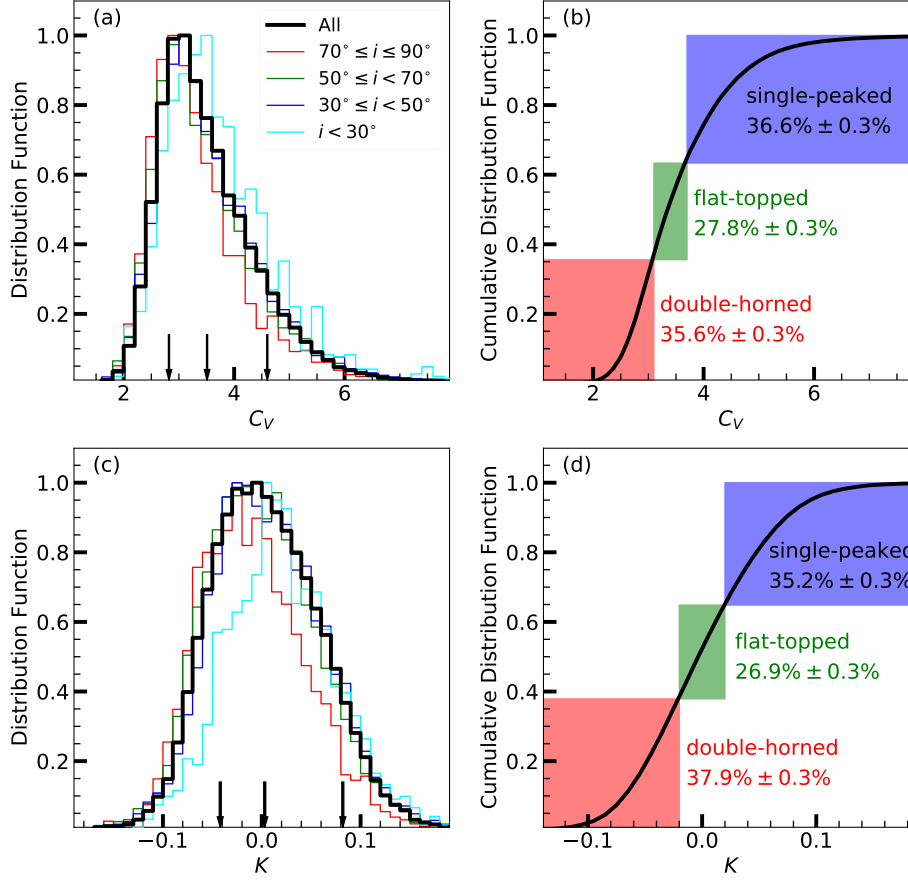 (a)
All
70° ≤ i ≤ 90°
50° ≤ i < 70°
30° ≤ i < 50°
i < 30°
1.0
0.8
0.6
0.4
0.2
Distribution Function
2
4
6
C_V
(b)
single-peaked
36.6% ± 0.3%
flat-topped
27.8% ± 0.3%
double-horned
35.6% ± 0.3%
1.0
0.8
0.6
0.4
0.2
Cumulative Distribution Function
2
4
6
C_V
(c)
1.0
0.8
0.6
0.4
0.2
Distribution Function
−0.1
0.0
0.1
K
(d)
single-peaked
35.2% ± 0.3%
flat-topped
26.9% ± 0.3%
double-horned
37.9% ± 0.3%
1.0
0.8
0.6
0.4
0.2
Cumulative Distribution Function
−0.1
0.0
0.1
K